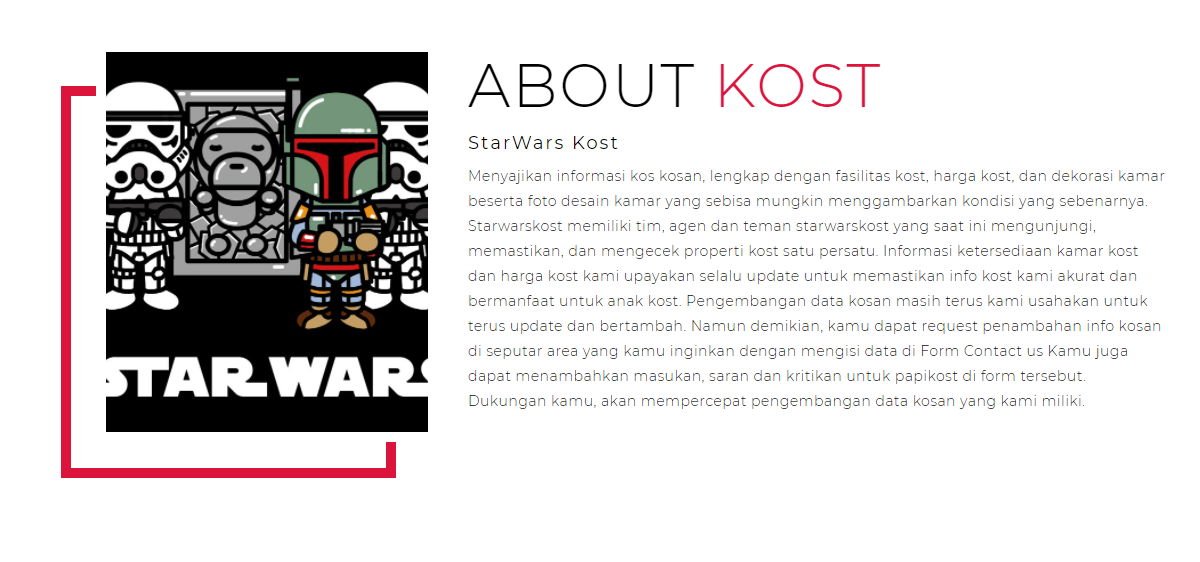 STAR WARS
ABOUT KOST
StarWars Kost
Menyajikan informasi kos kosan, lengkap dengan fasilitas kost, harga kost, dan dekorasi kamar
beserta foto desain kamar yang sebisa mungkin menggambarkan kondisi yang sebenarnya.
Starwarskost memiliki tim, agen dan teman starwarskost yang saat ini mengunjungi,
memastikan, dan mengecek properti kost satu persatu. Informasi ketersediaan kamar kost
dan harga kost kami upayakan selalu update untuk memastikan info kost kami akurat dan
bermanfaat untuk anak kost. Pengembangan data kosan masih terus kami usahakan untuk
terus update dan bertambah. Namun demikian, kamu dapat request penambahan info kosan
di seputar area yang kamu inginkan dengan mengisi data di Form Contact us Kamu juga
dapat menambahkan masukan, saran dan kritikan untuk papikost di form tersebut.
Dukungan kamu, akan mempercepat pengembangan data kosan yang kami miliki.